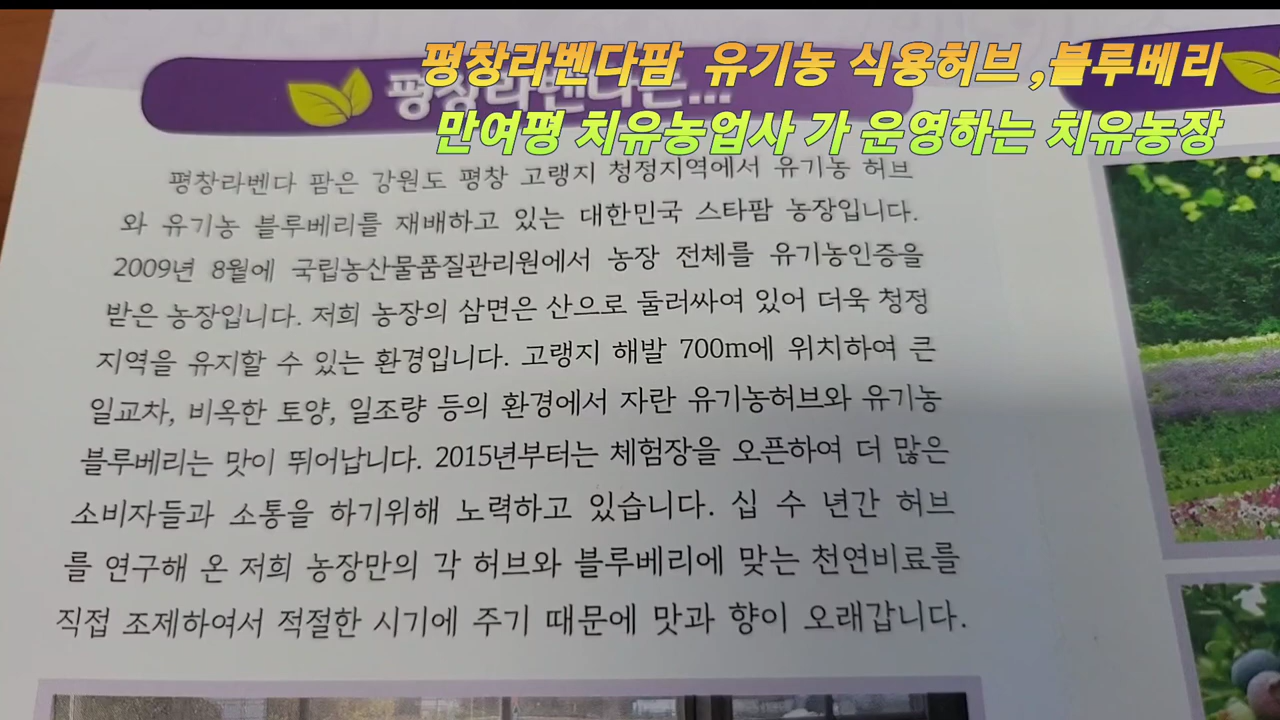 평창라벤다팜 유기농 식용허브 ,블루베리
만여평 치유농업사 가 운영하는 치유농장
평창라벤다는...
평창라벤다 팜은 강원도 평창 고랭지 청정지역에서 유기농 허브
와 유기농 블루베리를 재배하고 있는 대한민국 스타팜 농장입니다.
2009년 8월에 국립농산물품질관리원에서 농장 전체를 유기농인증을
받은 농장입니다. 저희 농장의 삼면은 산으로 둘러싸여 있어 더욱 청정
지역을 유지할 수 있는 환경입니다. 고랭지 해발 700m에 위치하여 큰
일교차, 비옥한 토양, 일조량 등의 환경에서 자란 유기농허브와 유기농
블루베리는 맛이 뛰어납니다. 2015년부터는 체험장을 오픈하여 더 많은
소비자들과 소통을 하기위해 노력하고 있습니다. 십 수 년간 허브
를 연구해 온 저희 농장만의 각 허브와 블루베리에 맞는 천연비료를
직접 조제하여서 적절한 시기에 주기 때문에 맛과 향이 오래갑니다.